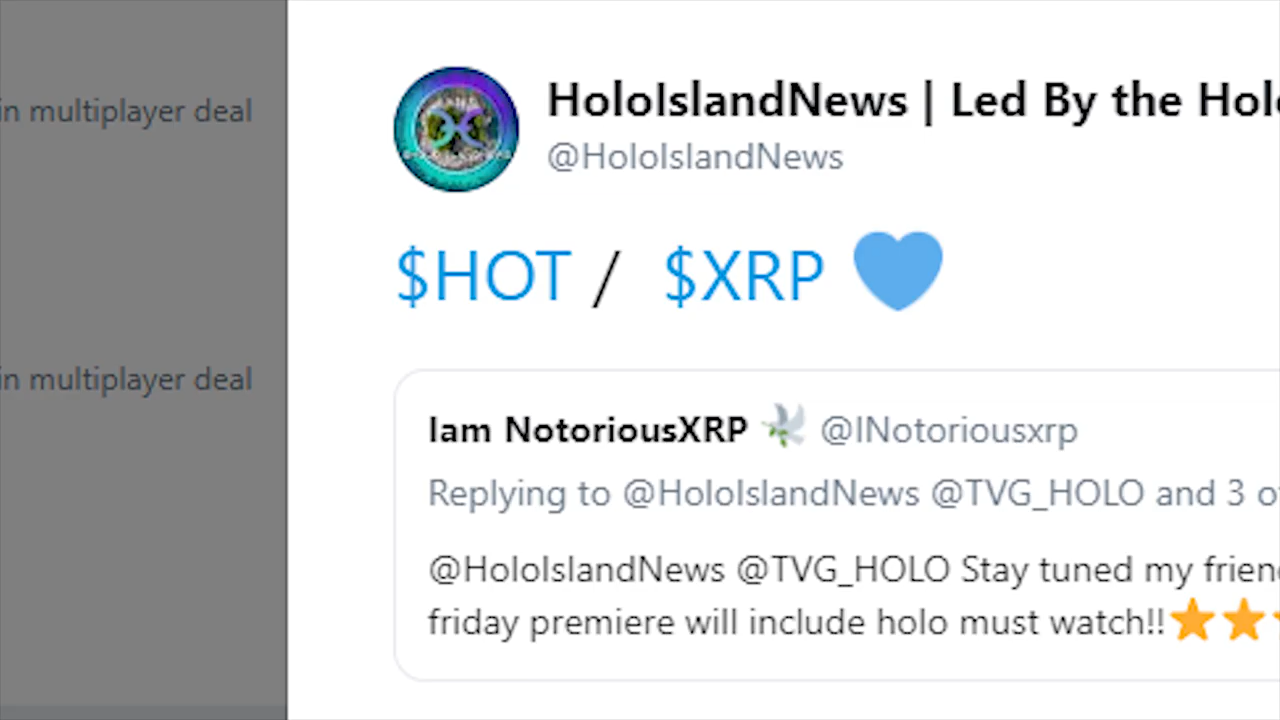 in multiplayer deal
in multiplayer deal
HoloIslandNews | Led By the Holo
@HoloIslandNews
$HOT / $XRP 💙
Iam NotoriousXRP 🕊 @INotoriousxrp
Replying to @HoloIslandNews @TVG_HOLO and 3
@HoloIslandNews @TVG_HOLO Stay tuned my
friday premiere will include holo must watch!!⭐⭐